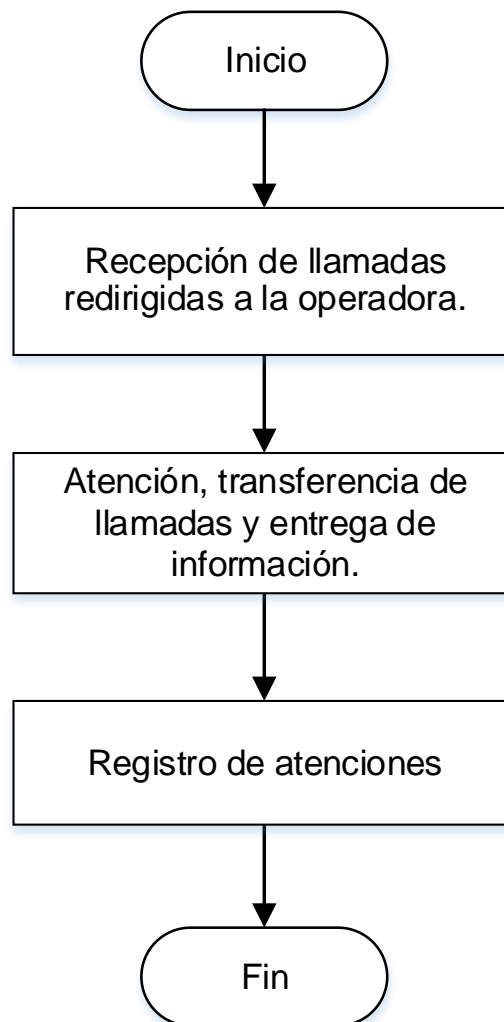 Inicio
Recepción de llamadas
redirigidas a la operadora.
Atención, transferencia de
llamadas y entrega de
información.
Registro de atenciones
Fin